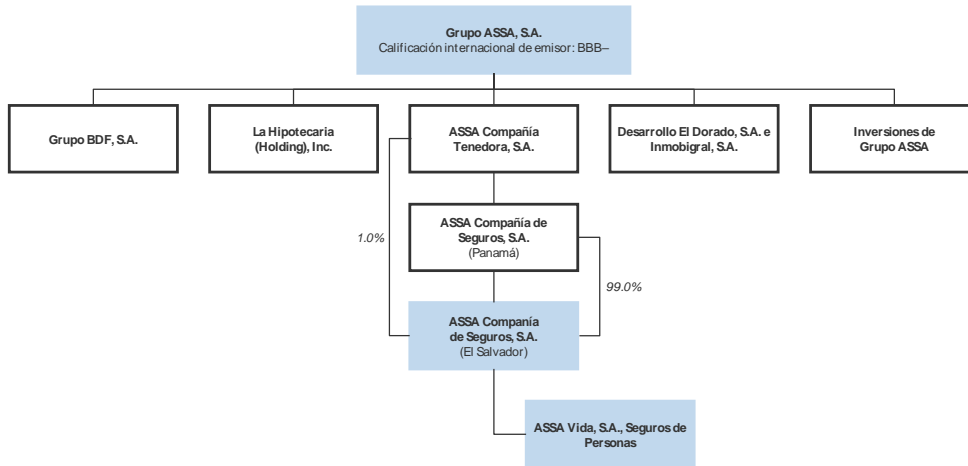 Grupo ASSA, S.A.
Calificación internacional de emisor: BBB–
Grupo BDF, S.A.
La Hipotecaria
(Holding), Inc.
ASSA Compañía
Tenedora, S.A.
Desarrollo El Dorado, S.A. e
Inmobigral, S.A.
Inversiones de
Grupo ASSA
ASSA Compañía de
Seguros, S.A.
(Panamá)
1.0%
99.0%
ASSA Companía
de Seguros, S.A.
(El Salvador)
ASSA Vida, S.A., Seguros de
Personas